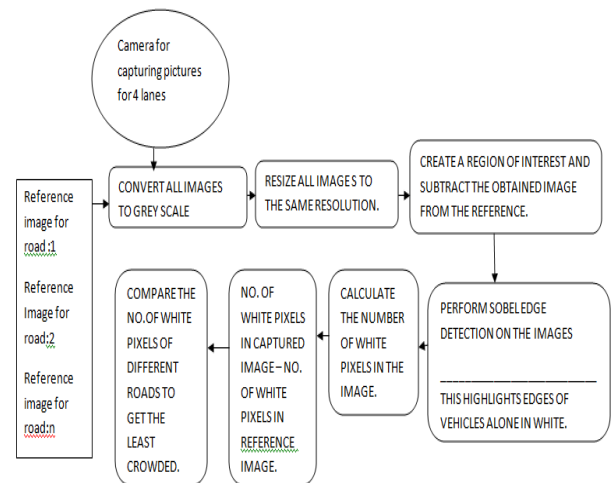 Camera for
capturing pictures
for 4 lanes
Reference
image for
road :1
Reference
Image for
road:2
Reference
image for
road:n
CONVERT ALL IMAGES
TO GREY SCALE
RESIZE ALL IMAGE S TO
THE SAME RESOLUTION.
CREATE A REGION OF INTEREST AND
SUBTRACT THE OBTAINED IMAGE
FROM THE REFERENCE.
PERFORM SOBEL EDGE
DETECTION ON THE IMAGES
THIS HIGHLIGHTS EDGES OF
VEHICLES ALONE IN WHITE.
CALCULATE
THE NUMBER
OF WHITE
PIXELS IN THE
IMAGE.
NO. OF
WHITE PIXELS
IN CAPTURED
IMAGE – NO.
OF WHITE
PIXELS IN
REFERENCE
IMAGE.
COMPARE THE
NO.OF WHITE
PIXELS OF
DIFFERENT
ROADS TO
GET THE
LEAST
CROWDED.